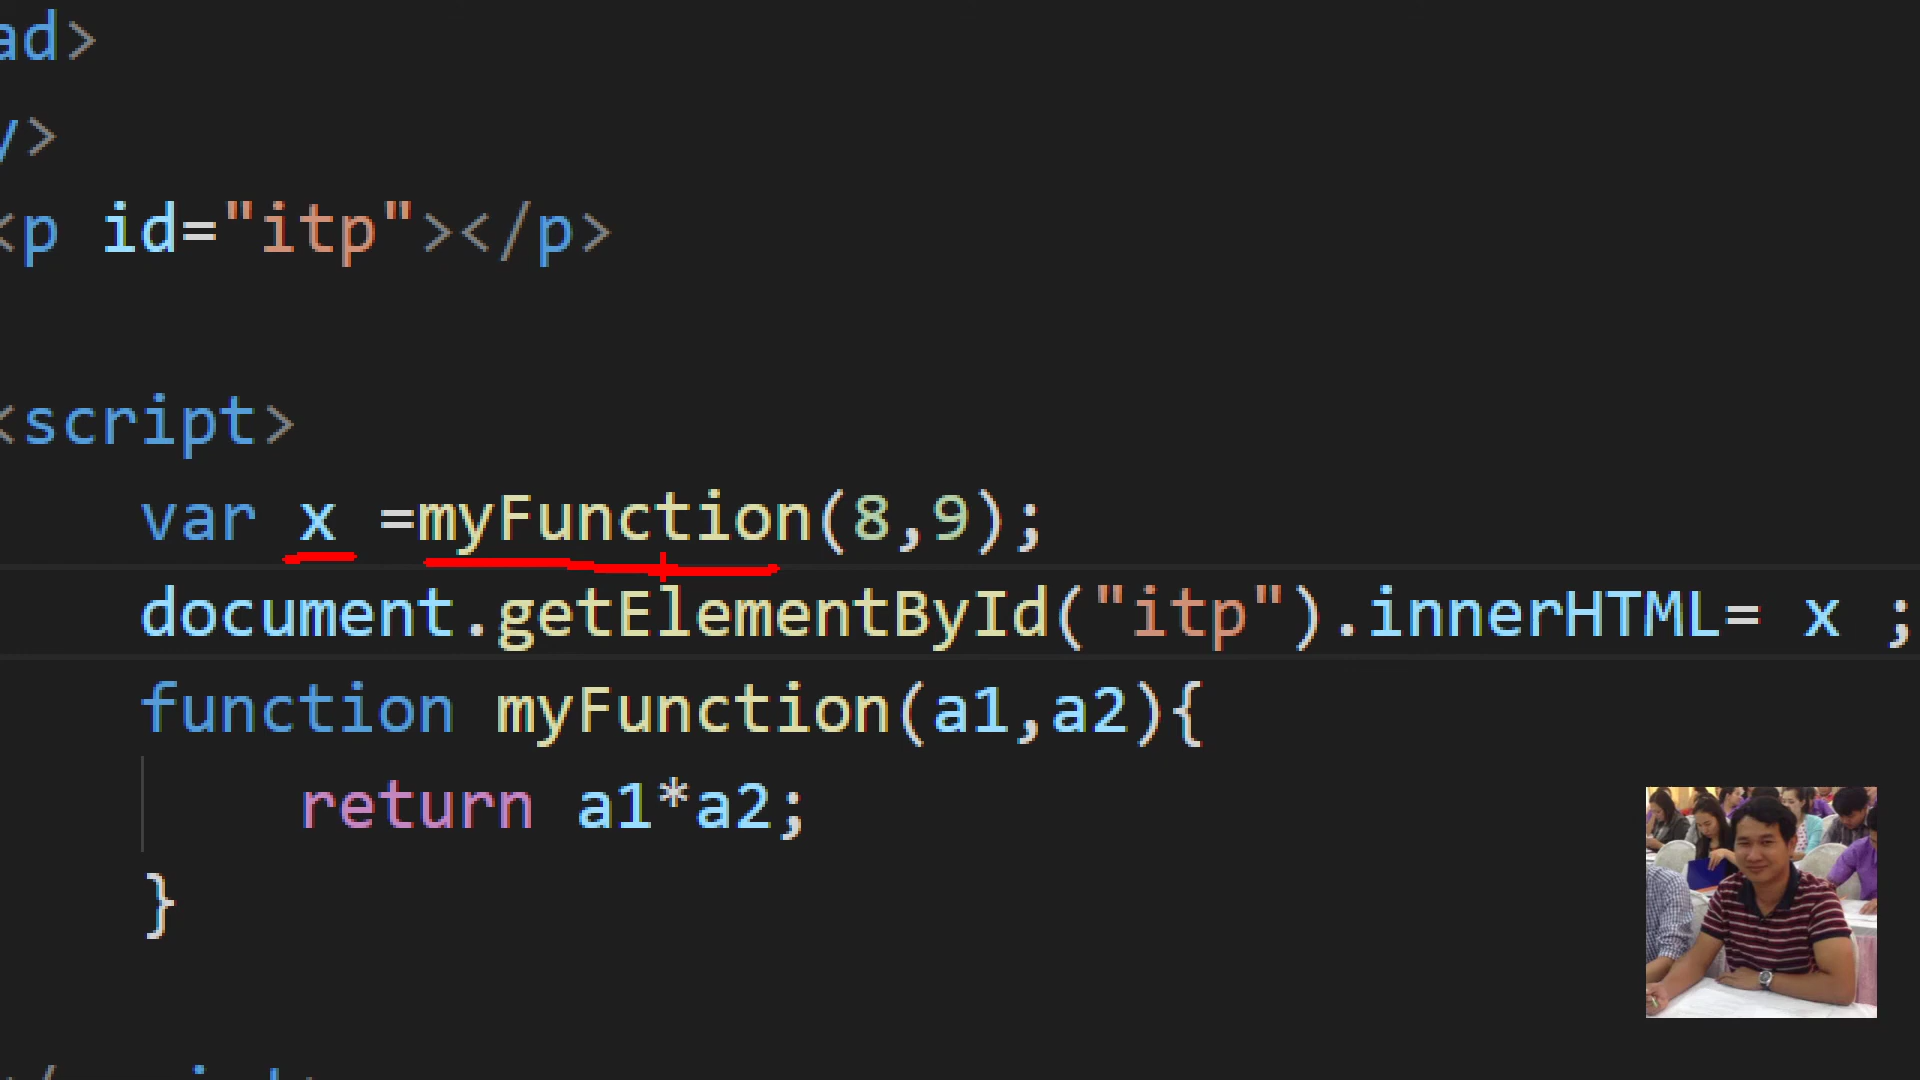 ad>
y>
<p id="itp"></p>
<script>
var x =myFunction(8,9);
document.getElementById("itp").innerHTML= x ;
function myFunction(a1,a2){
return a1*a2;
}